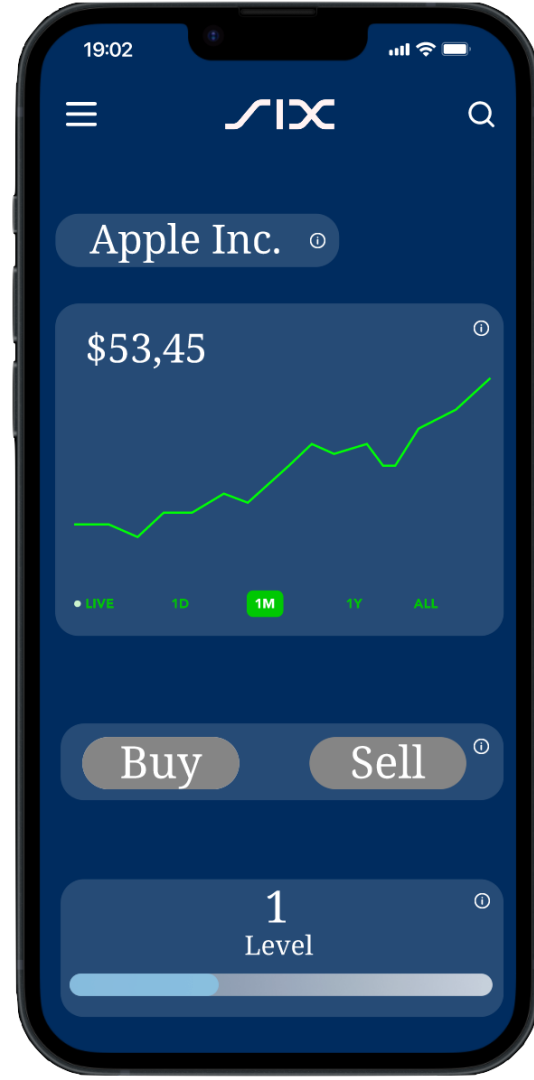 19:02
SIX
Apple Inc.
$53,45
LIVE 1D 1M 1Y ALL
Buy Sell
1
Level